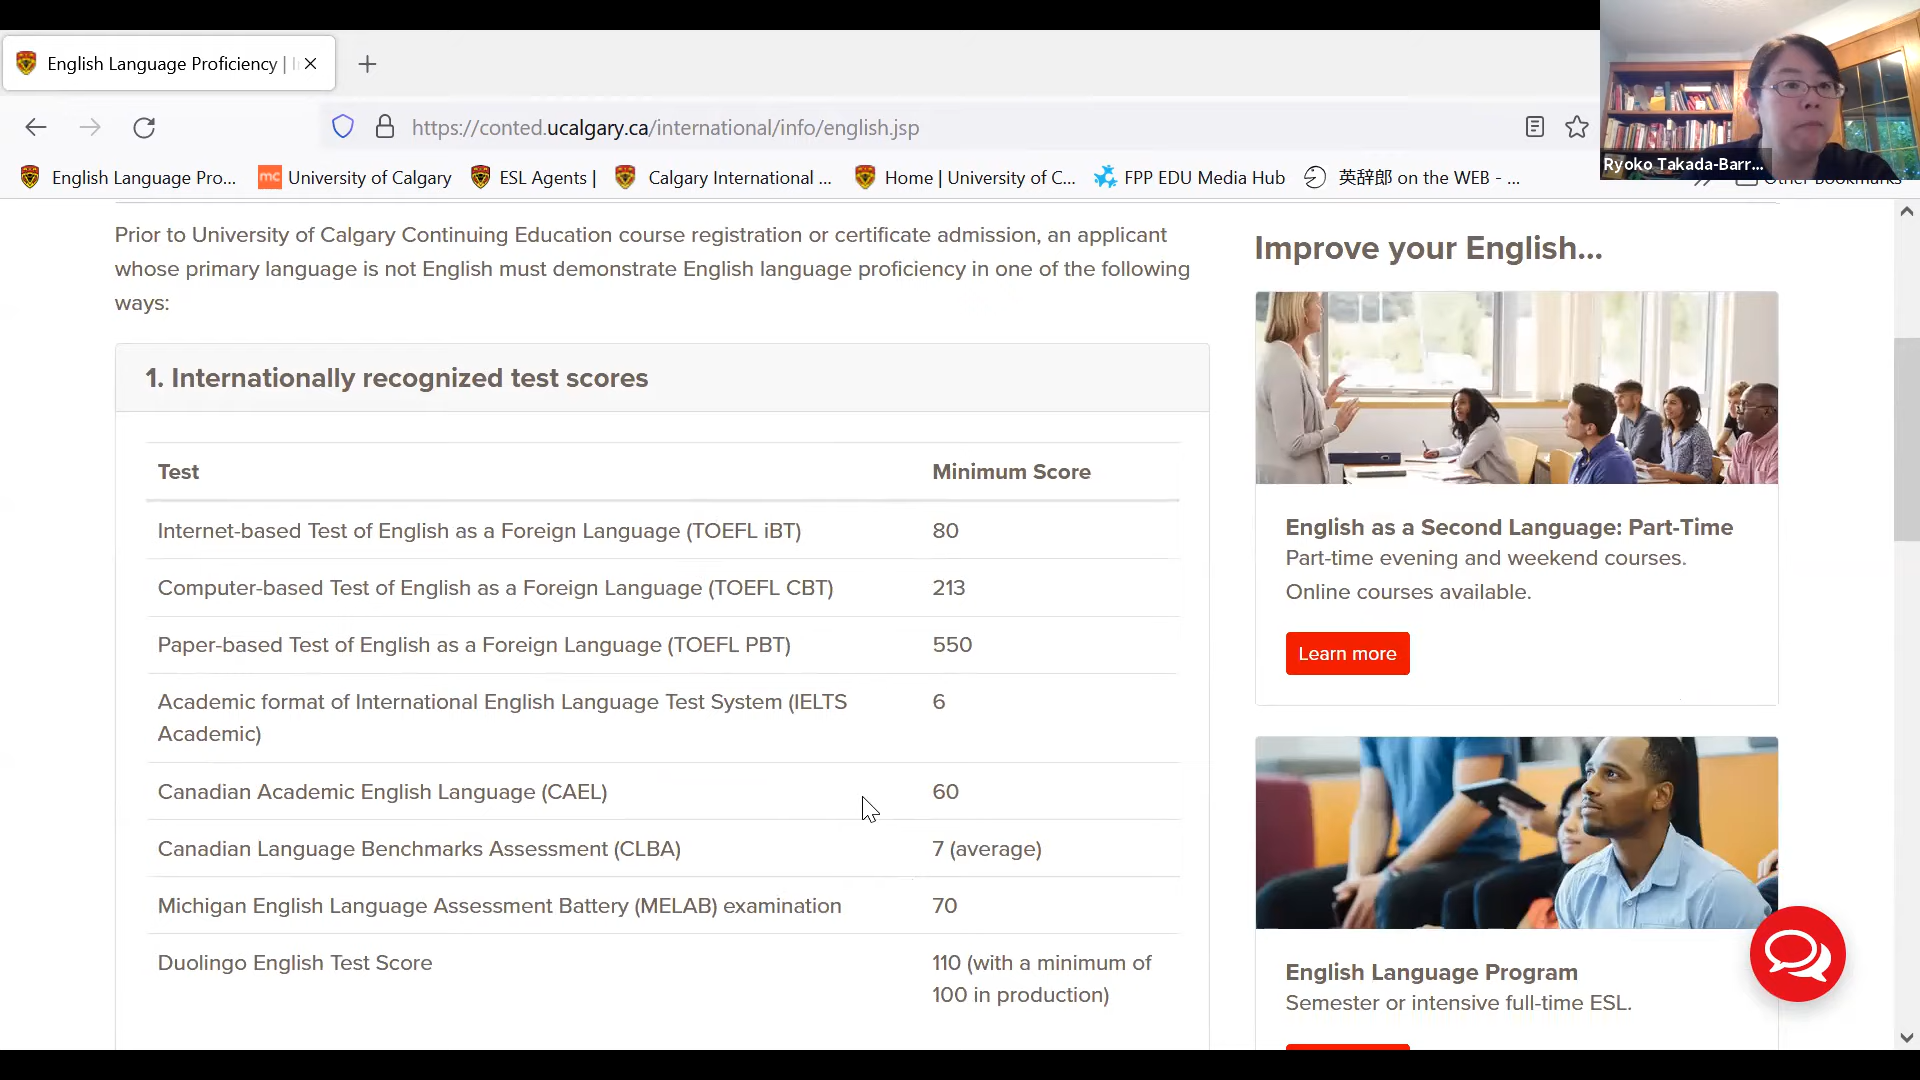 English Language Proficiency |
https://conted.ucalgary.ca/international/info/english.jsp
Ryoko Takada-Barr...
English Language Pro...
University of Calgary
ESL Agents |
Calgary International ...
Home | University of C...
FPP EDU Media Hub
英辞郎 on the WEB - ...
Other Bookmarks
Prior to University of Calgary Continuing Education course registration or certificate admission, an applicant
whose primary language is not English must demonstrate English language proficiency in one of the following
ways:
1. Internationally recognized test scores
Test Minimum Score
Internet-based Test of English as a Foreign Language (TOEFL iBT) 80
Computer-based Test of English as a Foreign Language (TOEFL CBT) 213
Paper-based Test of English as a Foreign Language (TOEFL PBT) 550
Academic format of International English Language Test System (IELTS 6
Academic)
Canadian Academic English Language (CAEL) 60
Canadian Language Benchmarks Assessment (CLBA) 7 (average)
Michigan English Language Assessment Battery (MELAB) examination 70
Duolingo English Test Score 110 (with a minimum of
100 in production)
Improve your English...
English as a Second Language: Part-Time
Part-time evening and weekend courses.
Online courses available.
Learn more
English Language Program
Semester or intensive full-time ESL.